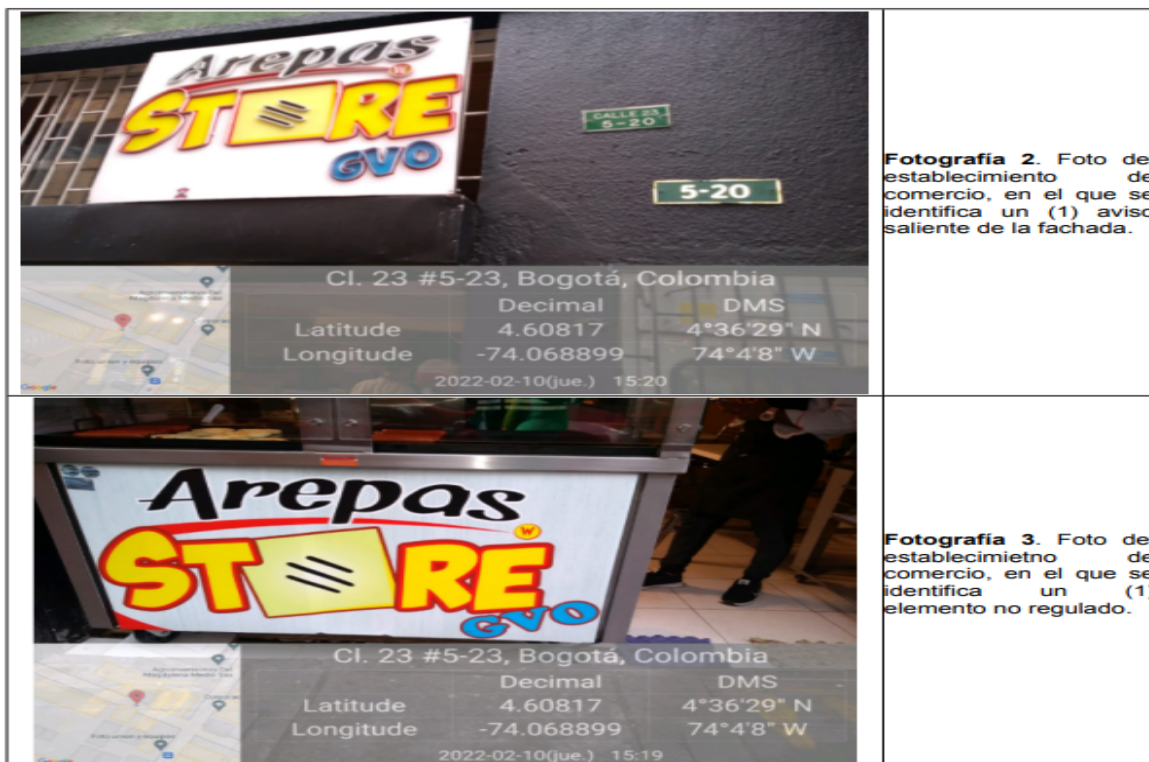 Arepas
W
STORE
GVO
CALLE 23
5-20
5-20
Cl. 23 #5-23, Bogotá, Colombia
Decimal DMS
Latitude 4.60817 4°36'29" N
Longitude -74.068899 74°4'8" W
2022-02-10(jue.) 15:20
Google
Fotografía 2. Foto de
establecimiento de
comercio, en el que se
identifica un (1) aviso
saliente de la fachada.
Arepas
W
STORE
GVO
Cl. 23 #5-23, Bogotá, Colombia
Decimal DMS
Latitude 4.60817 4°36'29" N
Longitude -74.068899 74°4'8" W
2022-02-10(jue.) 15:19
Fotografía 3. Foto de
establecimietno de
comercio, en el que se
identifica un (1)
elemento no regulado.